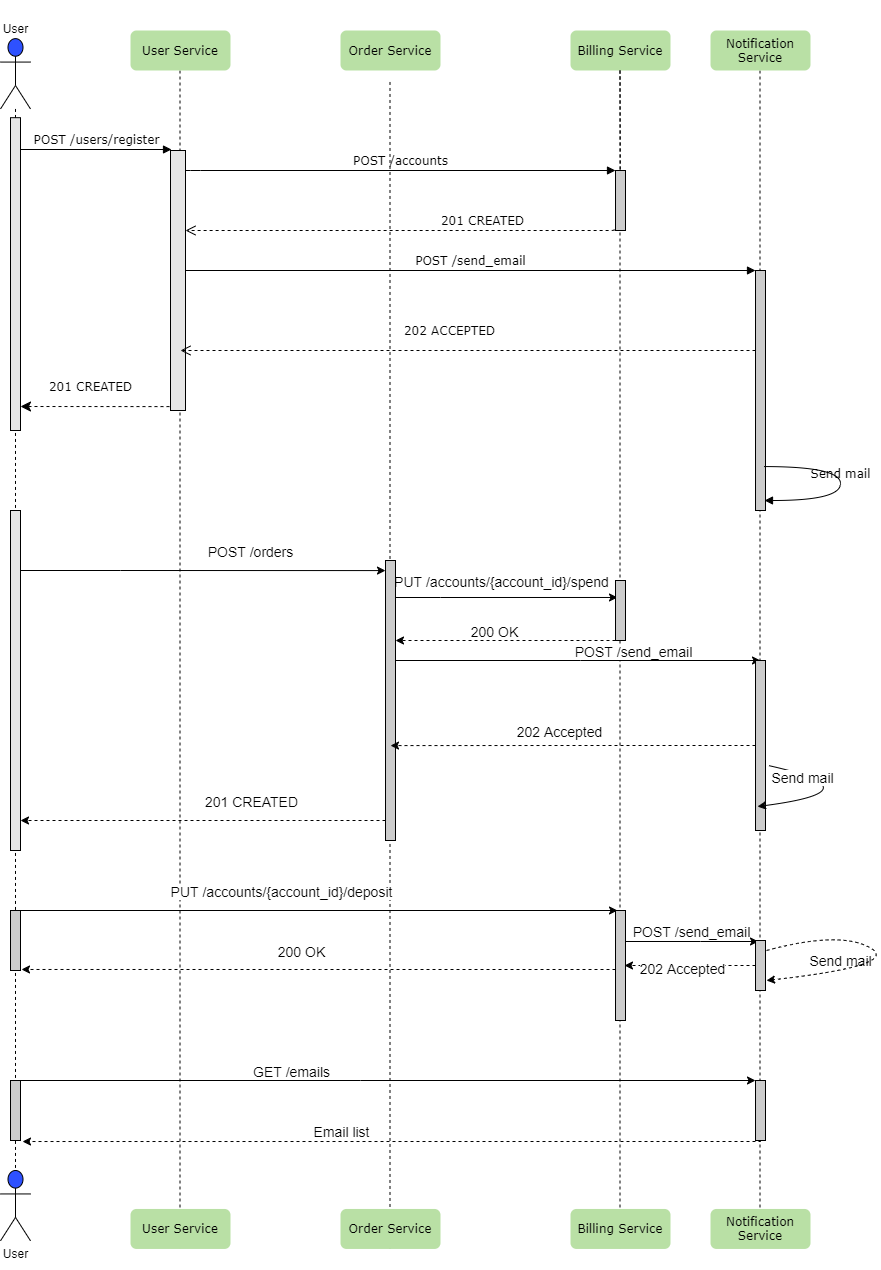 User
User Service
Order Service
Billing Service
Notification
Service
POST /users/register
POST /accounts
201 CREATED
POST /send_email
202 ACCEPTED
201 CREATED
Send mail
POST /orders
PUT /accounts/{account_id}/spend
200 OK
POST /send_email
202 Accepted
Send mail
201 CREATED
PUT /accounts/{account_id}/deposit
POST /send_email
200 OK
Send mail
202 Accepted
GET /emails
Email list
User Service
Order Service
Billing Service
Notification
Service
User